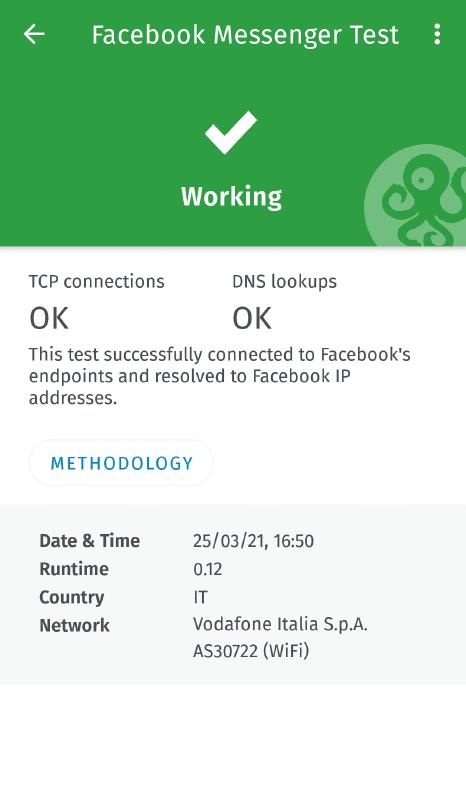 Facebook Messenger Test
Working
TCP connections
DNS lookups
OK
OK
This test successfully connected to Facebook's
endpoints and resolved to Facebook IP
addresses.
METHODOLOGY
Date & Time 25/03/21, 16:50
Runtime 0.12
Country IT
Network Vodafone Italia S.p.A.
AS30722 (WiFi)